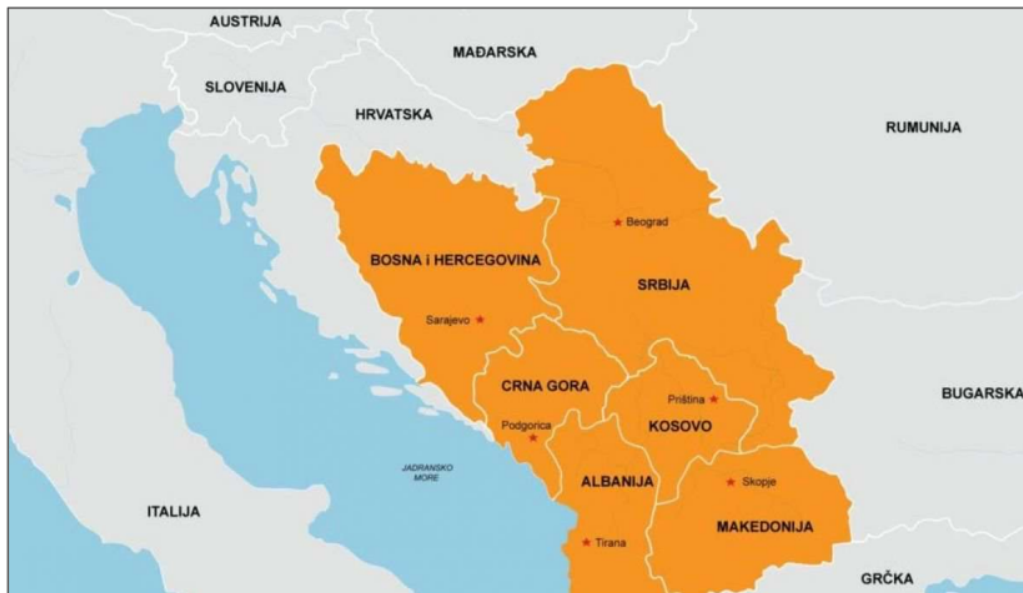 AUSTRIJA
MAĐARSKA
SLOVENIJA
HRVATSKA
RUMUNIJA
Beograd
BOSNA i HERCEGOVINA
SRBIJA
Sarajevo
CRNA GORA
Priština
BUGARSKA
Podgorica
KOSOVO
JADRANSKO
MORE
ALBANIJA
Skopje
ITALIJA
MAKEDONIJA
Tirana
GRČKA